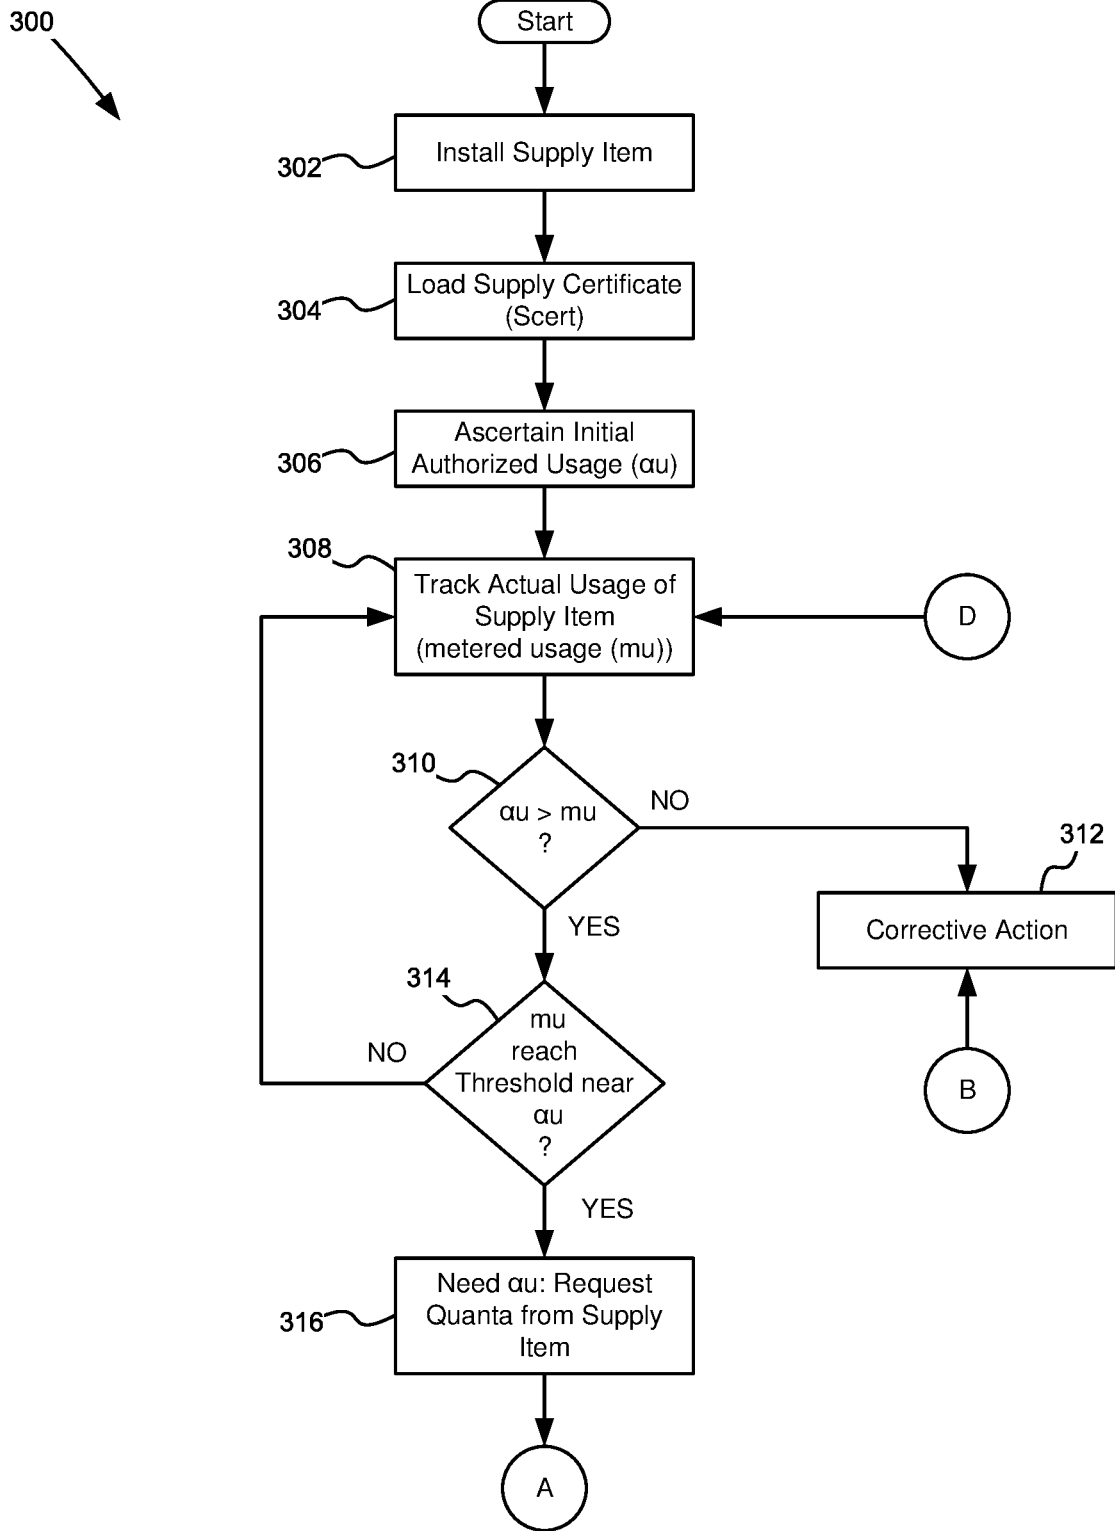 300
Start
302
Install Supply Item
304
Load Supply Certificate
(Scert)
306
Ascertain Initial
Authorized Usage (αu)
308
Track Actual Usage of
Supply Item
(metered usage (mu))
D
310
αu > mu
?
NO
312
Corrective Action
YES
314
mu
reach
Threshold near
αu
?
NO
B
YES
316
Need αu: Request
Quanta from Supply
Item
A